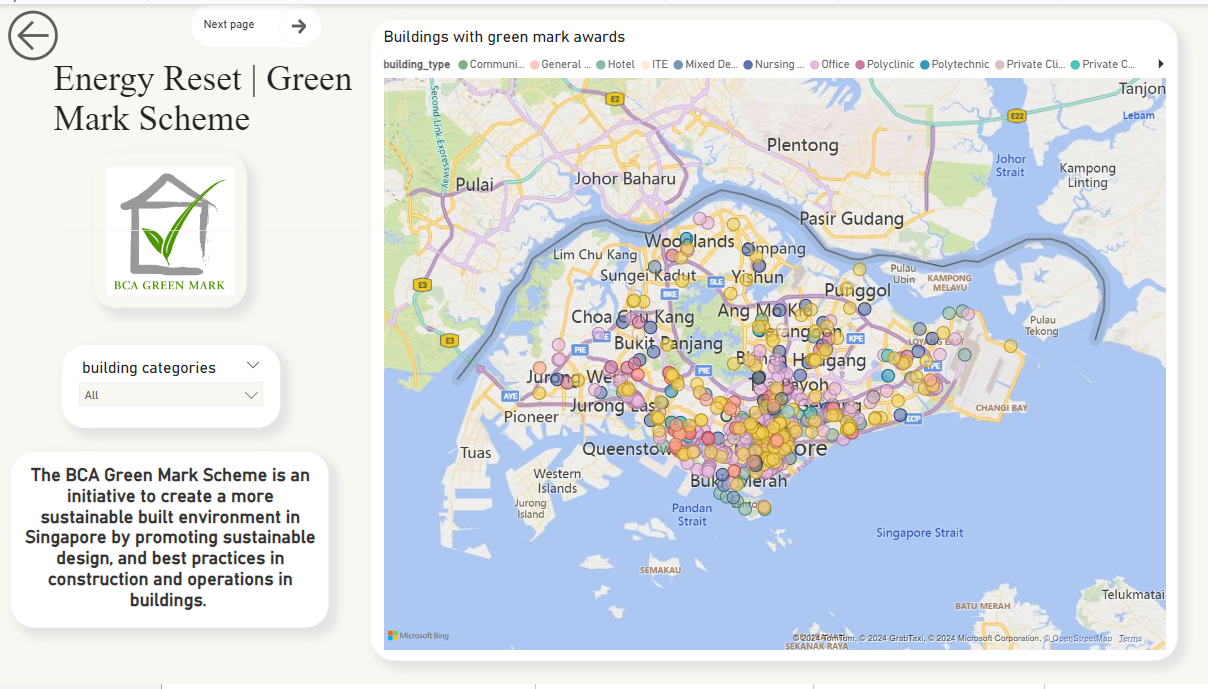 Next page
Energy Reset | Green
Mark Scheme
BCA GREEN MARK
building categories
All
The BCA Green Mark Scheme is an
initiative to create a more
sustainable built environment in
Singapore by promoting sustainable
design, and best practices in
construction and operations in
buildings.
Buildings with green mark awards
building_type Communi... General ... Hotel ITE Mixed De... Nursing ... Office Polyclinic Polytechnic Private Cli... Private C...
Tanjon
E2
E22
Lebam
Second Link Expressway
Plentong
Johor
Strait
Kampong
Linting
Pulai
Johor Baharu
Pasir Gudang
Woodlands
Simpang
Lim Chu Kang
Sungei Kadut
Yishun
Pulau
Ubin
KAMPONG
MELAYU
E3
SLE
BKE
Punggol
Choa Chu Kang
Ang Mo Kio
Serangoon
Pulau
Tekong
E3
KPE
LOYANG EAST
Bukit Panjang
PIE
Hougang
PIE
TPE
Jurong West
Toa Payoh
AYE
Jurong East
Pioneer
CHANGI BAY
ECP
Queenstown
Tuas
Bukit Merah
Western
Islands
Jurong
Island
Pandan
Strait
Singapore Strait
SEMAKAU
Telukmatai
BATU MERAH
Microsoft Bing
© 2024 TomTom, © 2024 GrabTaxi, © 2024 Microsoft Corporation, © OpenStreetMap Terms
SEKANAK RAYA